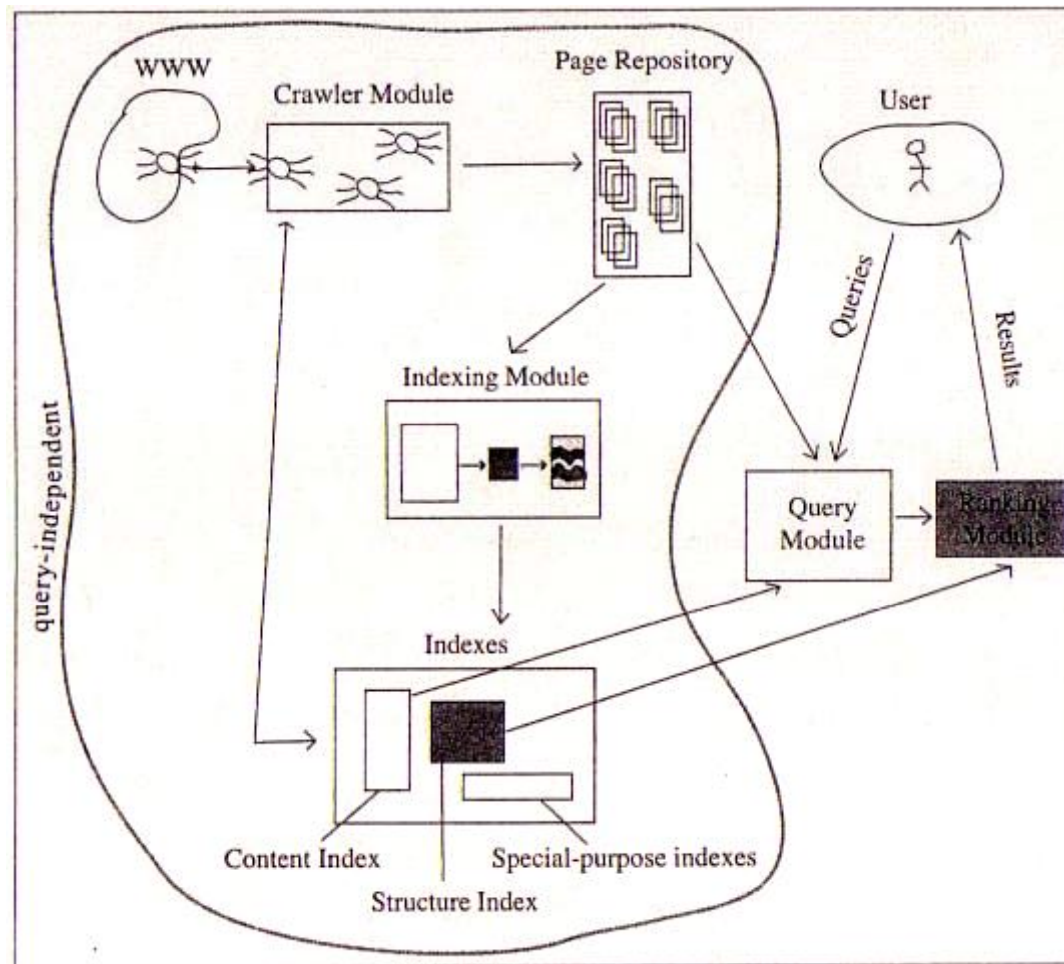 WWW
Crawler Module
Page Repository
User
Queries
Results
Indexing Module
query-independent
Query
Module
Ranking
Module
Indexes
Content Index
Special-purpose indexes
Structure Index